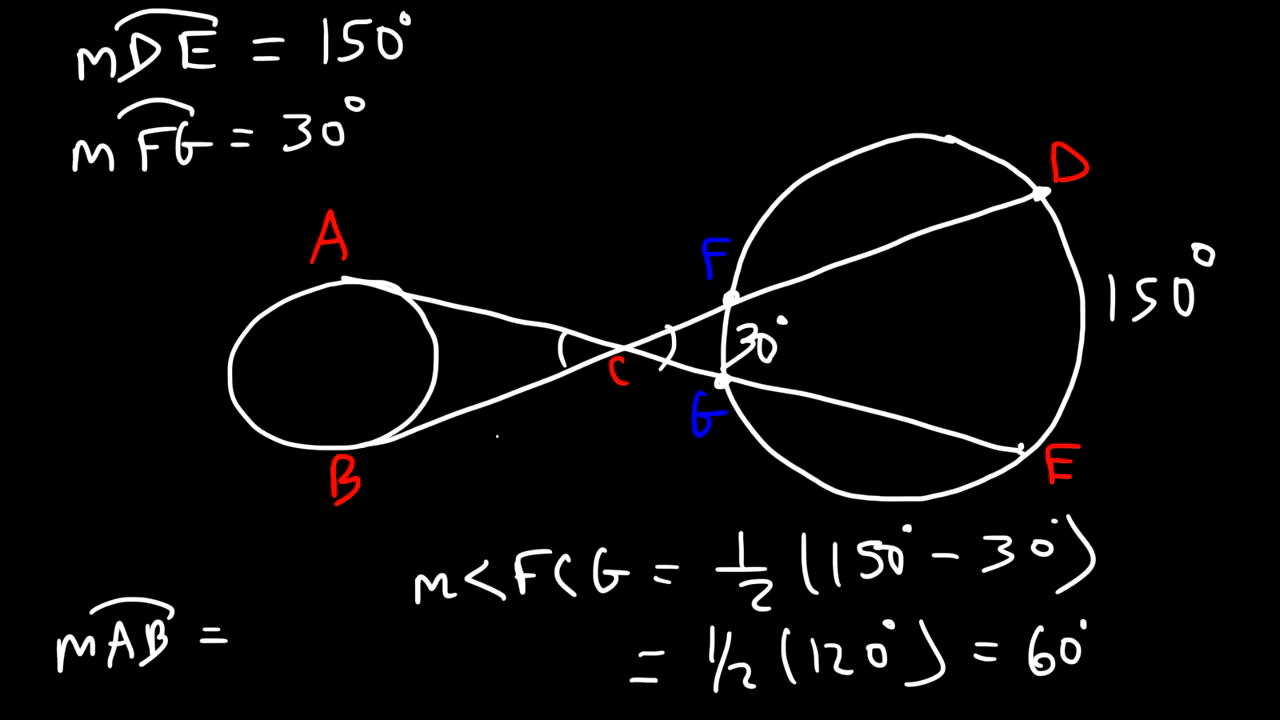 mDE = 150°
mFG = 30°
A
D
F
150°
30°
C
G
B
E
m<FCG = 1/2 (150° - 30°)
mAB =
= 1/2 (120°) = 60°